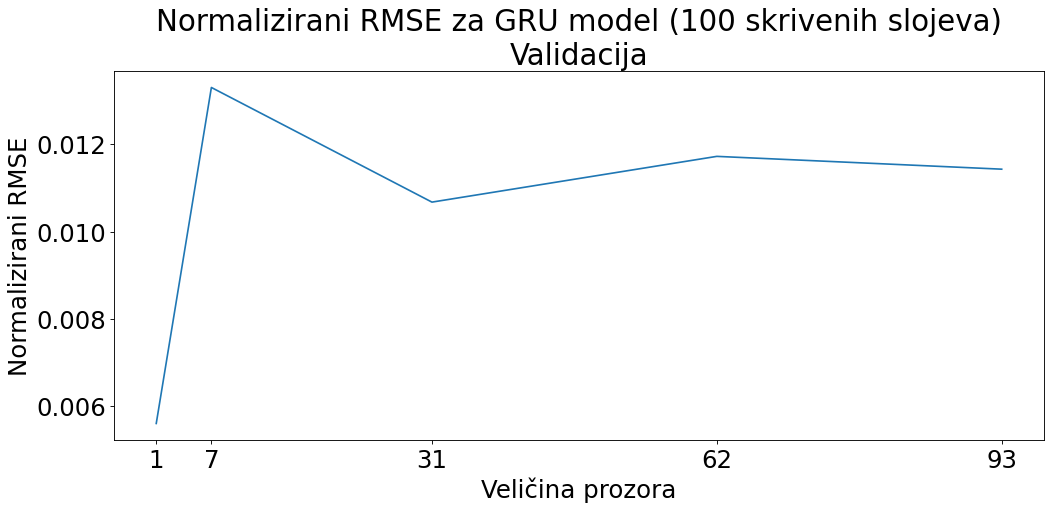 Normalizirani RMSE za GRU model (100 skrivenih slojeva)
Validacija
Normalizirani RMSE
0.012
0.010
0.008
0.006
1 7 31 62 93
Veličina prozora